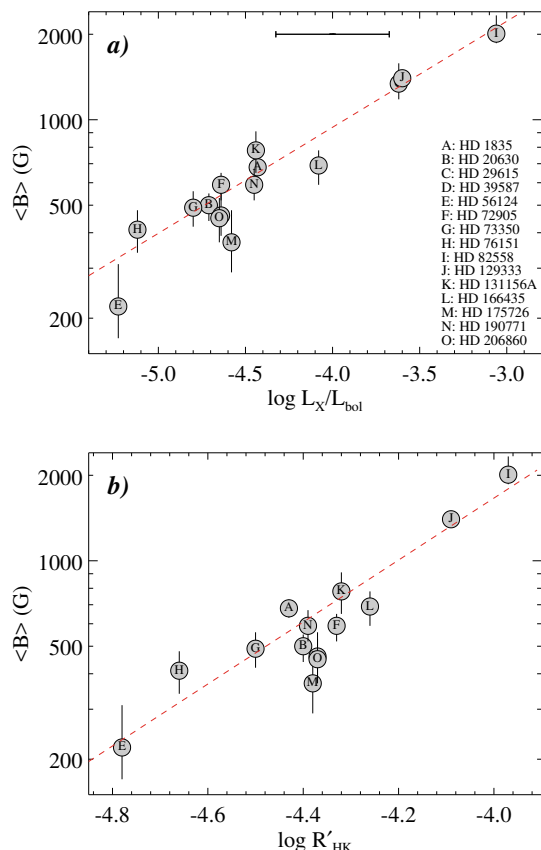 a)
2000
1000
500
200
<B> (G)
I
J
K
A
L
F
N
G
B
O
H
M
E
A: HD 1835
B: HD 20630
C: HD 29615
D: HD 39587
E: HD 56124
F: HD 72905
G: HD 73350
H: HD 76151
I: HD 82558
J: HD 129333
K: HD 131156A
L: HD 166435
M: HD 175726
N: HD 190771
O: HD 206860
-5.0 -4.5 -4.0 -3.5 -3.0
log L_X/L_bol
b)
2000
1000
500
200
<B> (G)
I
J
K
A
L
N
F
G
B
O
H
M
E
-4.8 -4.6 -4.4 -4.2 -4.0
log R′_HK